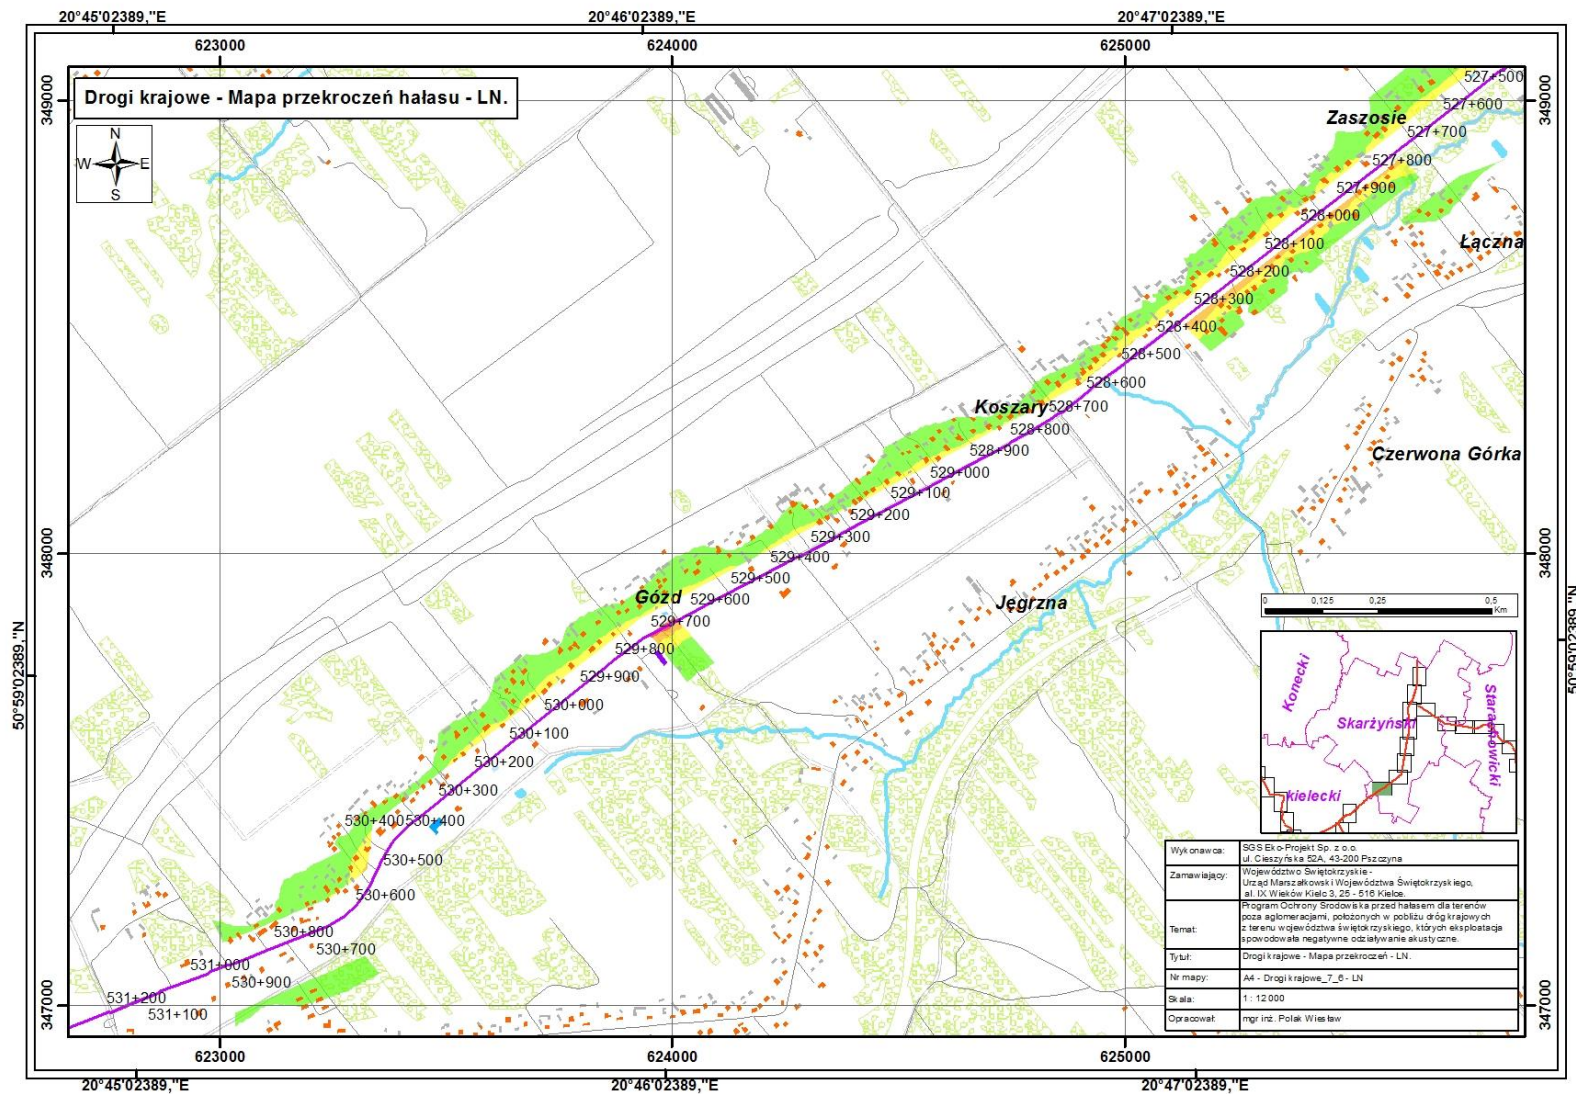 20°45'02389,"E
20°46'02389,"E
20°47'02389,"E
623000
624000
625000
Drogi krajowe - Mapa przekroczeń hałasu - LN.
N
W
E
S
349000
349000
527+500
527+600
Zaszosie
527+700
527+800
527+900
528+000
Łączna
528+100
528+200
528+300
528+400
528+500
528+600
Koszary
528+700
528+800
528+900
Czerwona Górka
529+000
529+100
529+200
529+300
348000
348000
529+400
529+500
Gózd
529+600
Jęgrzna
529+700
529+800
529+900
530+000
530+100
530+200
530+300
530+400
530+400
530+500
530+600
530+800
530+700
531+000
530+900
531+200
531+100
347000
347000
50°59'02389,"N
50°59'02389,"N
0
0,125
0,25
0,5
Km
Konecki
Skarżyński
Starachowicki
kielecki
Wykonawca:
SGS Eko-Projekt Sp. z o.o.
ul. Cieszyńska 52A, 43-200 Pszczyna
Zamawiający:
Województwo Świętokrzyskie -
Urząd Marszałkowski Województwa Świętokrzyskiego,
al. IX Wieków Kielc 3, 25 - 516 Kielce.
Temat:
Program Ochrony Środowiska przed hałasem dla terenów
poza aglomeracjami, położonych w pobliżu dróg krajowych
z terenu województwa świętokrzyskiego, których eksploatacja
spowodowała negatywne odziaływanie akustyczne.
Tytuł:
Drogi krajowe - Mapa przekroczeń - LN.
Nr mapy:
A4 - Drogi krajowe_7_6 - LN
Skala:
1 : 12 000
Opracował:
mgr inż. Polak Wiesław
623000
624000
625000
20°45'02389,"E
20°46'02389,"E
20°47'02389,"E